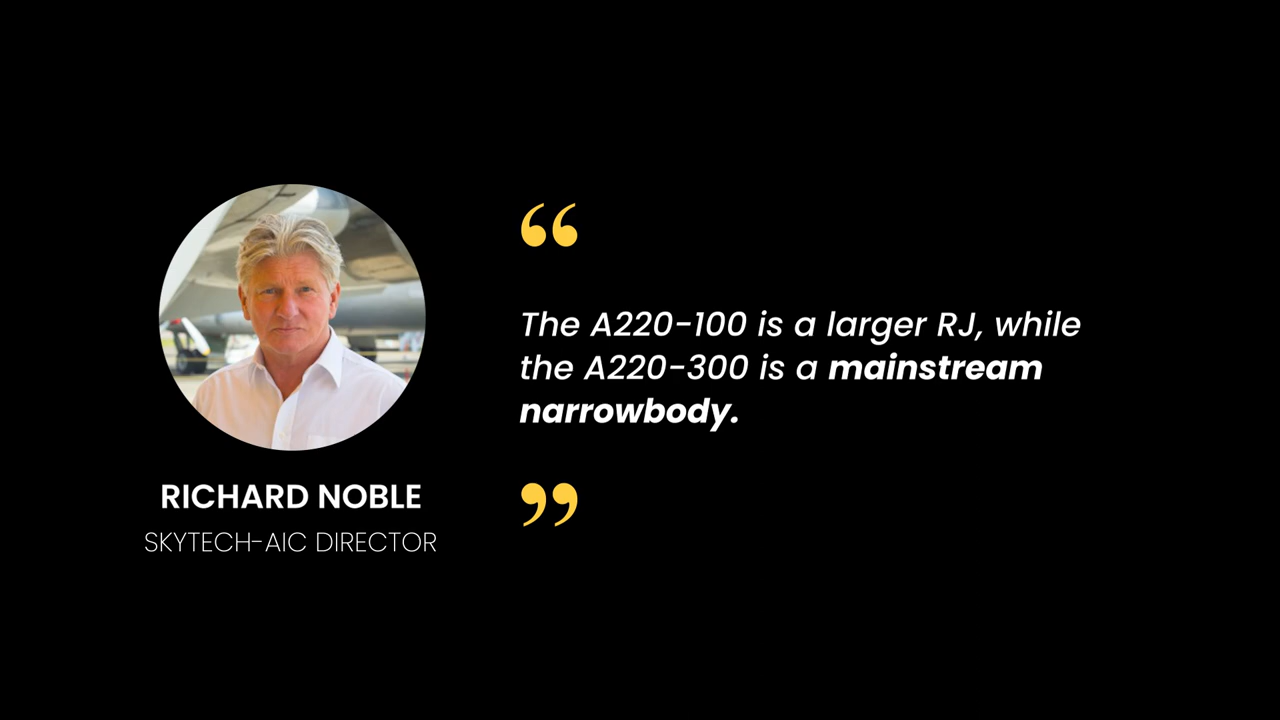 “
The A220-100 is a larger RJ, while
the A220-300 is a mainstream
narrowbody.
”
RICHARD NOBLE
SKYTECH-AIC DIRECTOR